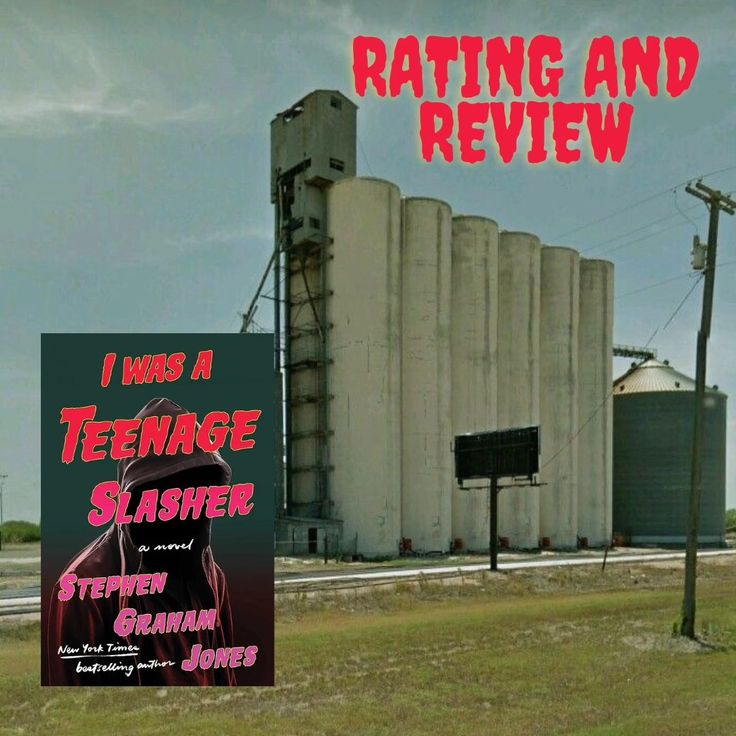 RATING AND
REVIEW
I WAS A
TEENAGE
SLASHER
a novel
STEPHEN
GRAHAM
JONES
New York Times
bestselling author